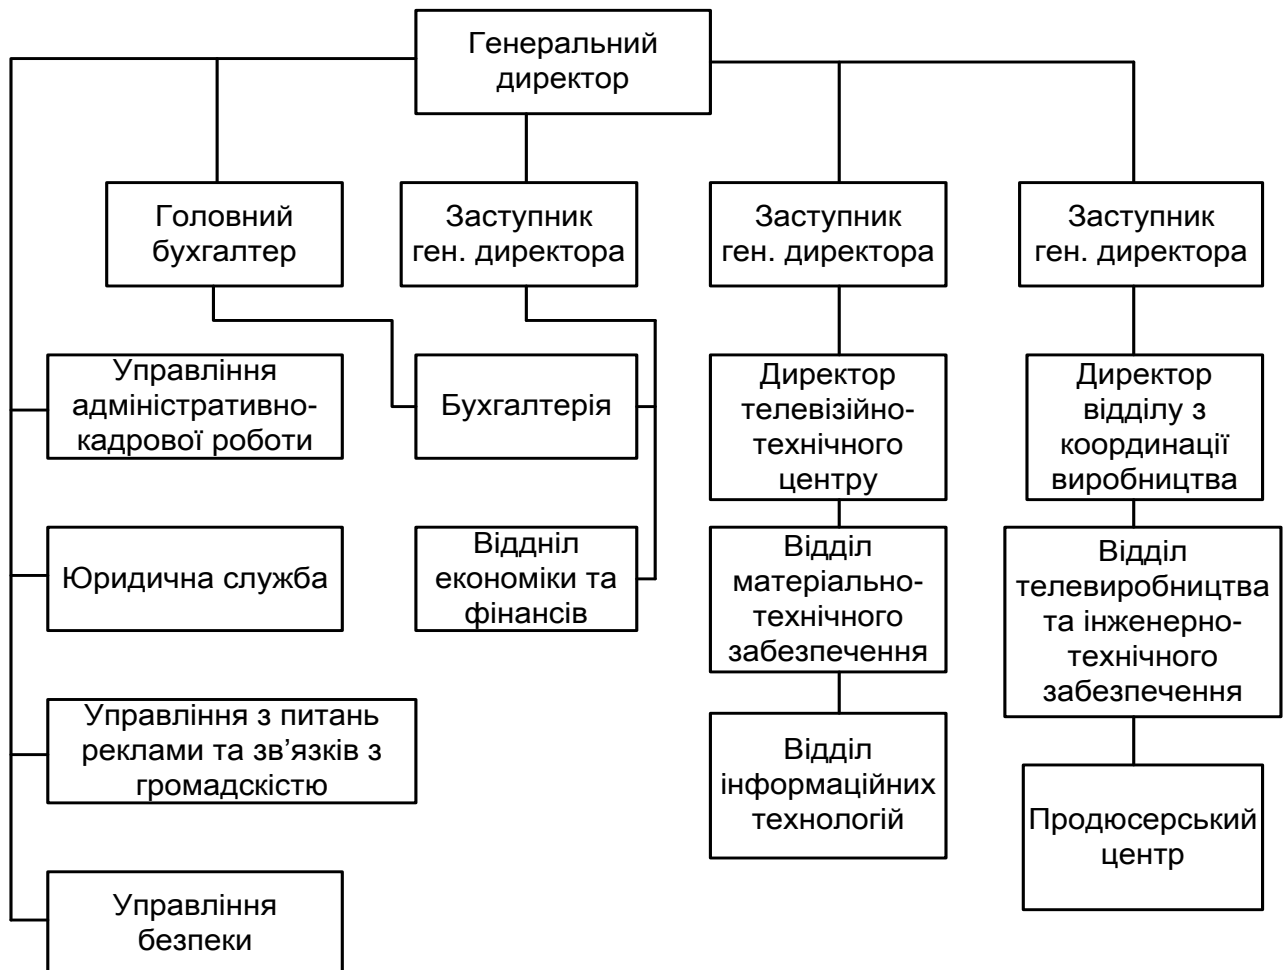 Генеральний
директор
Головний
бухгалтер
Заступник
ген. директора
Заступник
ген. директора
Заступник
ген. директора
Управління
адміністративно-
кадрової роботи
Бухгалтерія
Директор
телевізійно-
технічного
центру
Директор
відділу з
координації
виробництва
Юридична служба
Віддніл
економіки та
фінансів
Відділ
матеріально-
технічного
забезпечення
Відділ
телевиробництва
та інженерно-
технічного
забезпечення
Управління з питань
реклами та зв’язків з
громадскістю
Відділ
інформаційних
технологій
Продюсерський
центр
Управління
безпеки